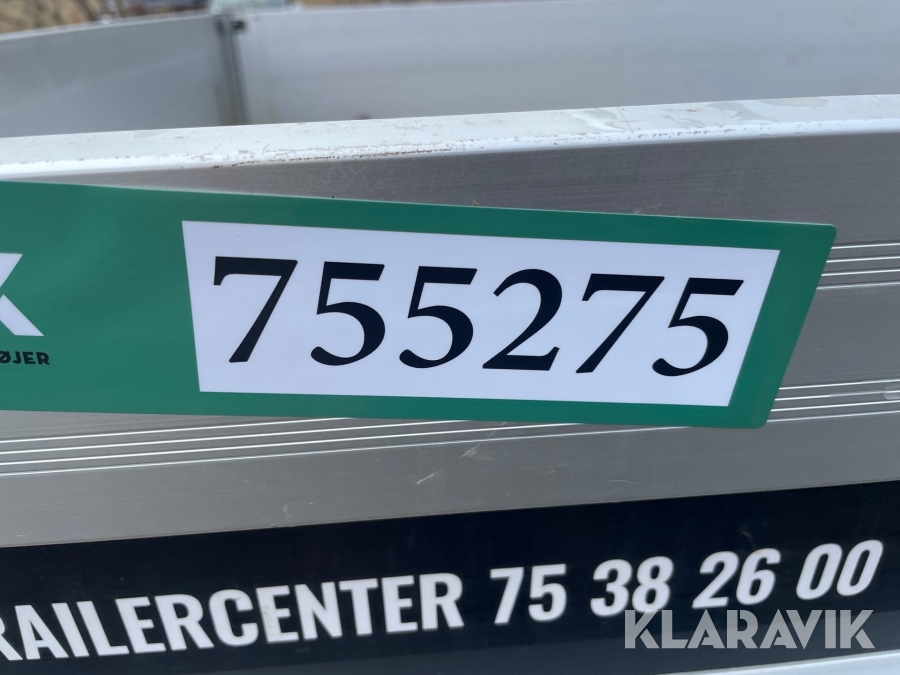 755275
ØJER
RAILERCENTER 75 38 26 00
KLARAVIK